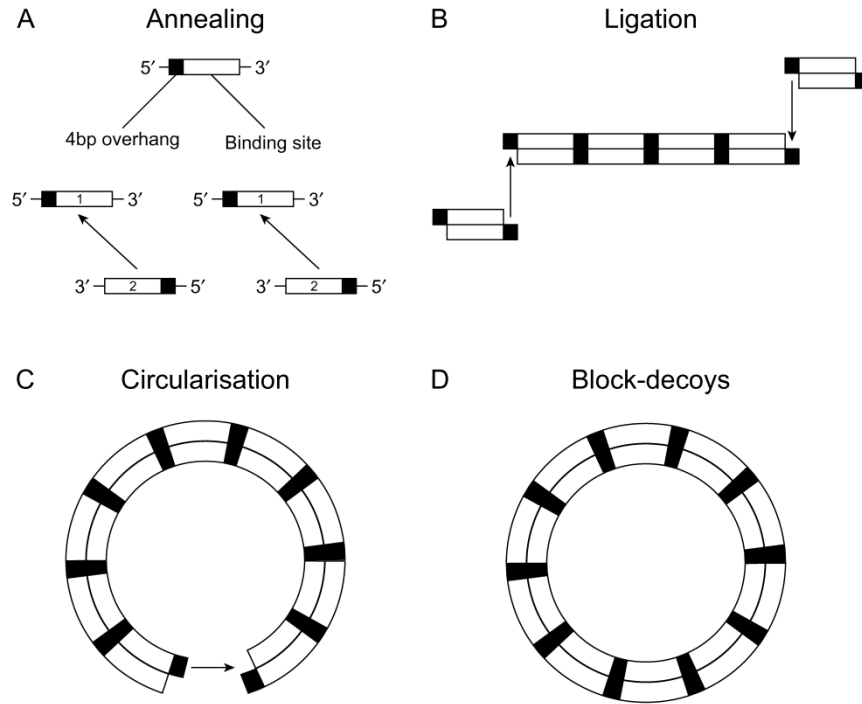 A Annealing
5′ 3′
4bp overhang Binding site
5′ 1 3′ 5′ 1 3′
3′ 2 5′ 3′ 2 5′
B Ligation
C Circularisation
D Block-decoys